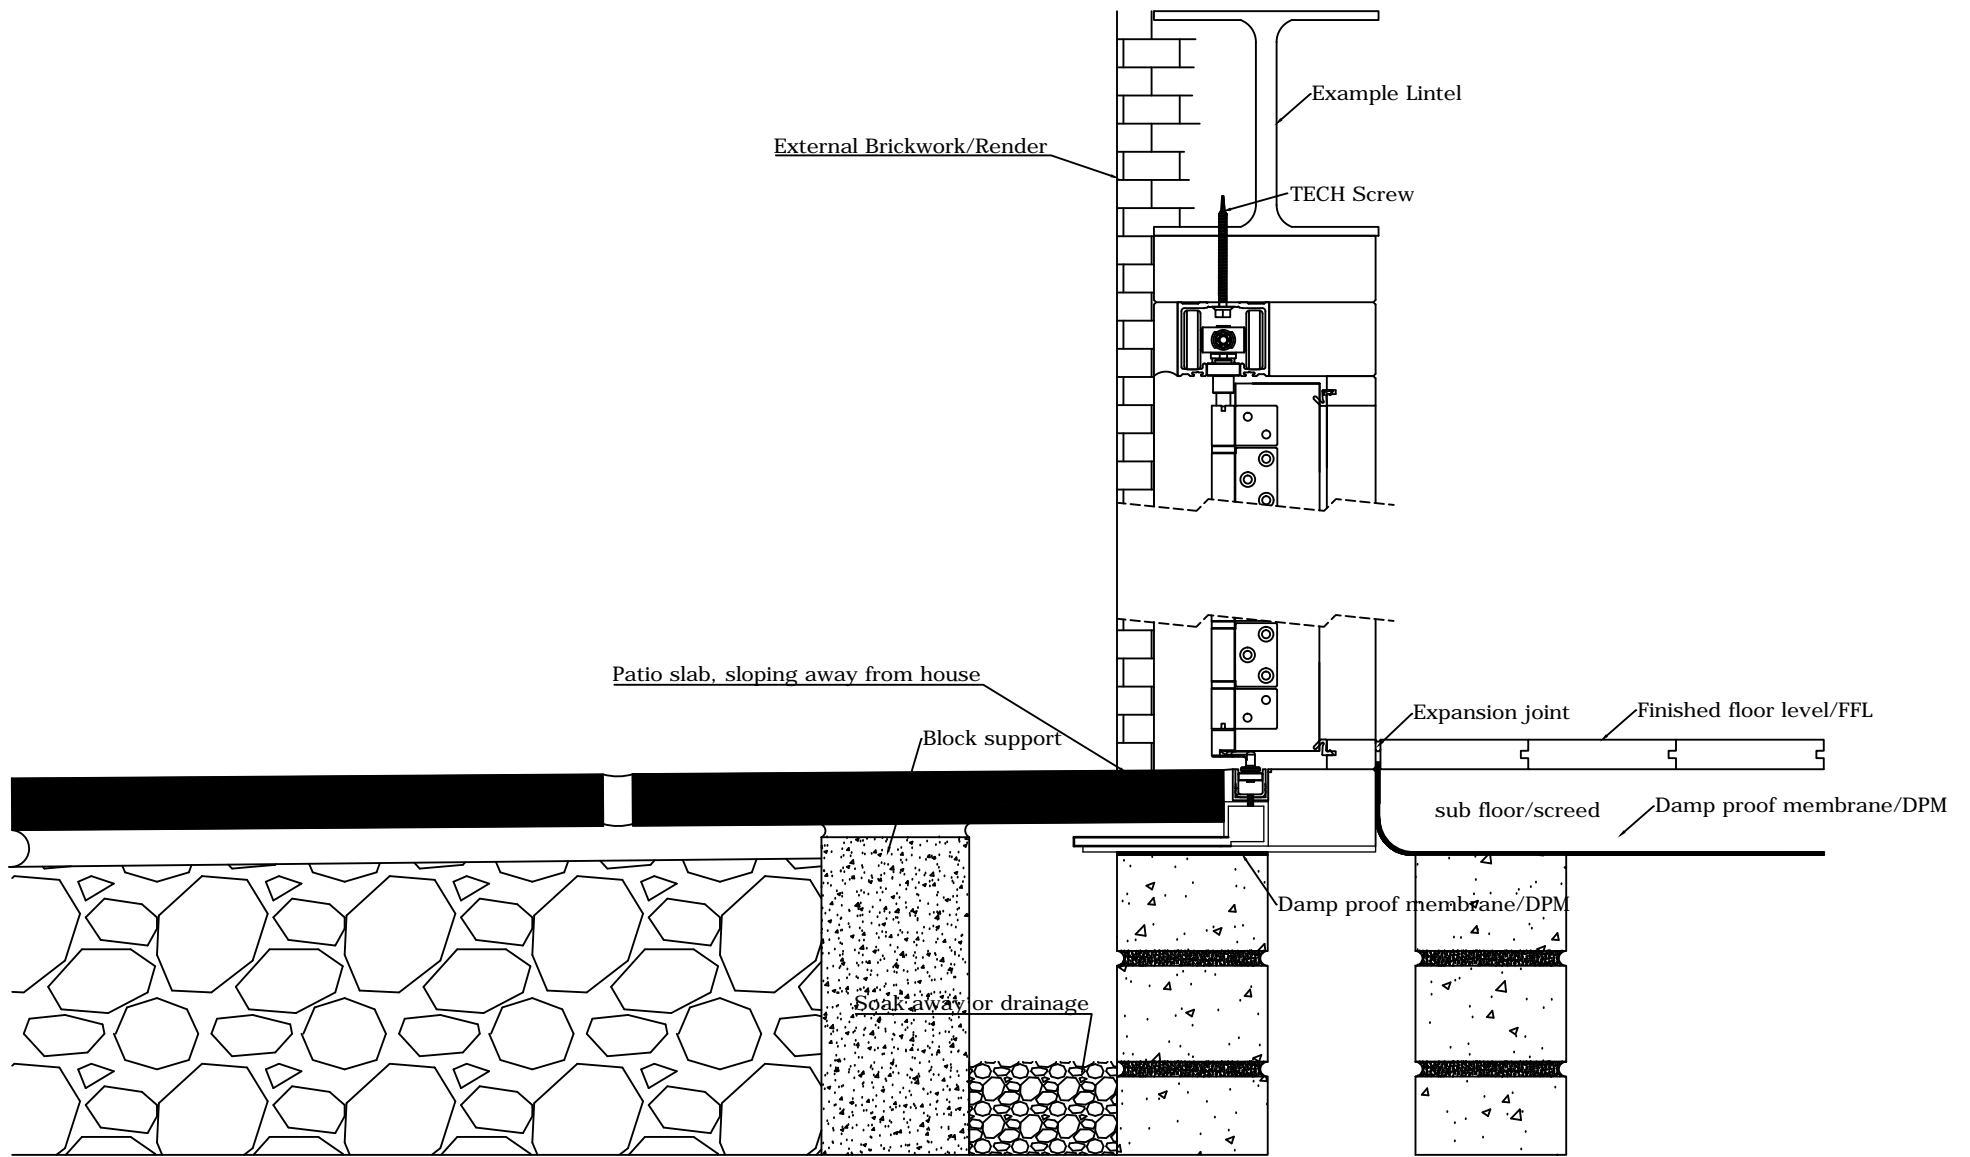 Example Lintel
External Brickwork/Render
TECH Screw
Patio slab, sloping away from house
Block support
Expansion joint
Finished floor level/FFL
sub floor/screed
Damp proof membrane/DPM
Damp proof membrane/DPM
Soak away or drainage